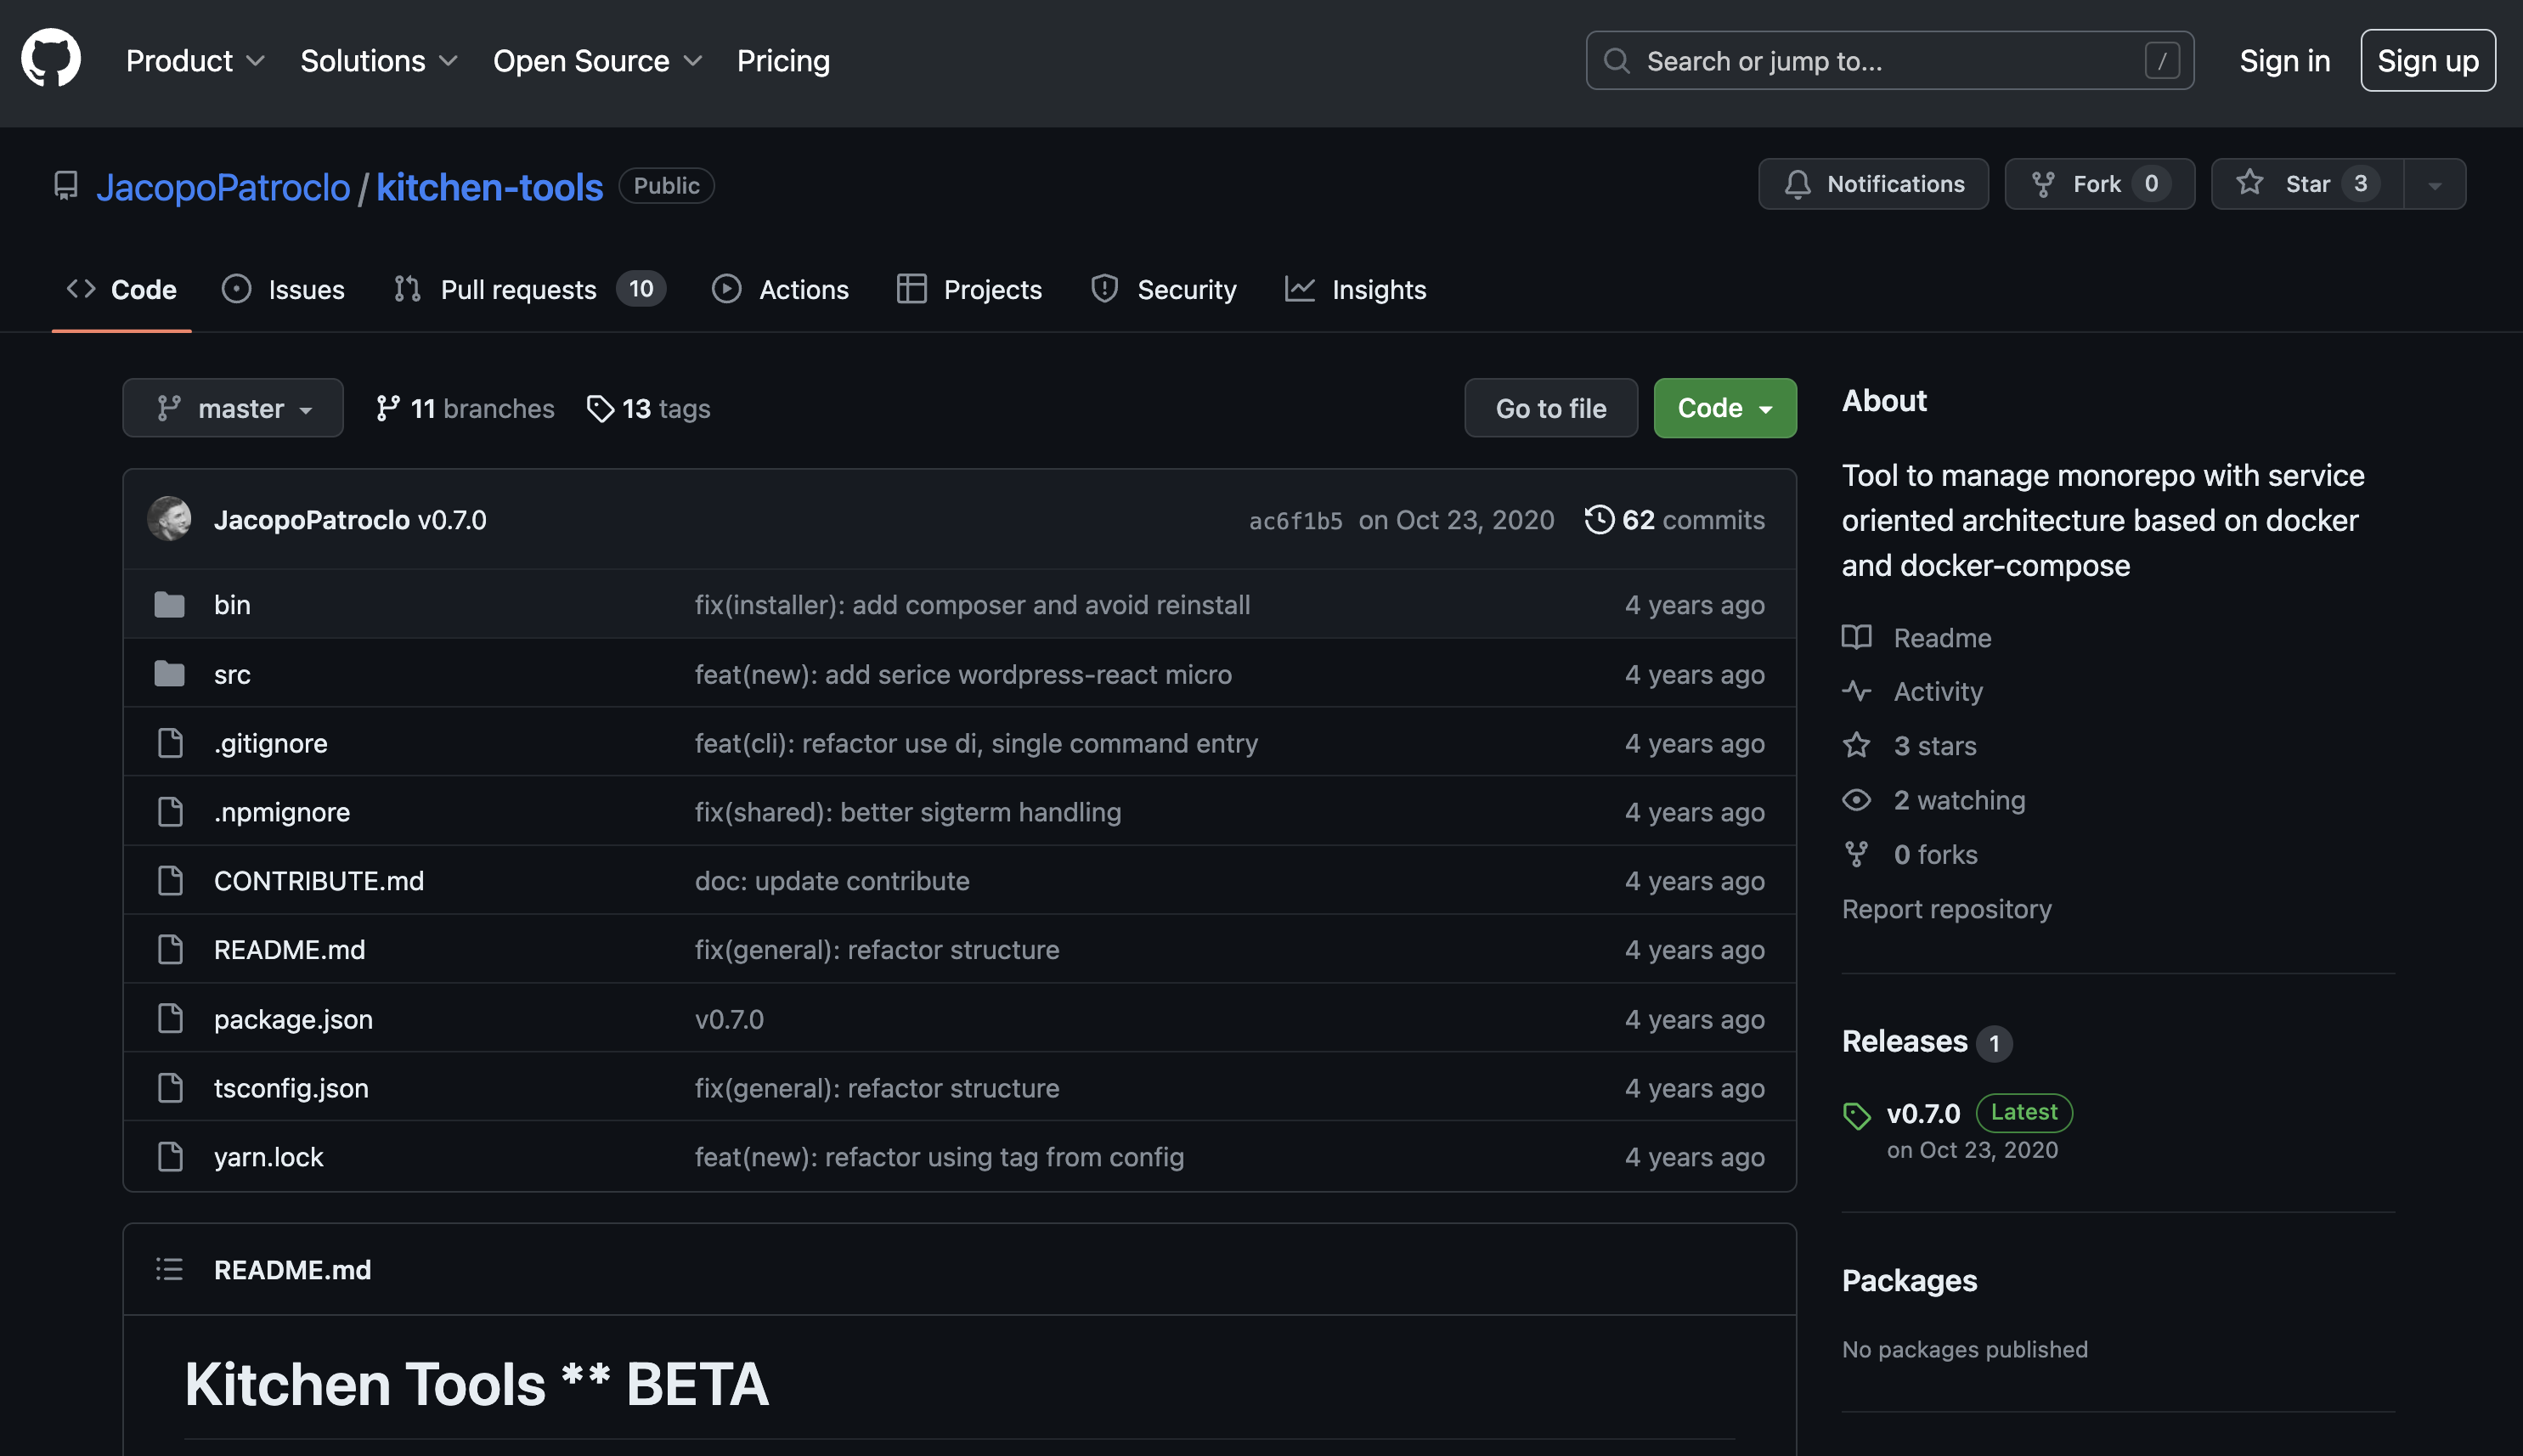 Product Solutions Open Source Pricing Search or jump to... / Sign in Sign up
JacopoPatroclo / kitchen-tools Public Notifications Fork 0 Star 3
Code Issues Pull requests 10 Actions Projects Security Insights
master 11 branches 13 tags Go to file Code
JacopoPatroclo v0.7.0 ac6f1b5 on Oct 23, 2020 62 commits
bin fix(installer): add composer and avoid reinstall 4 years ago
src feat(new): add serice wordpress-react micro 4 years ago
.gitignore feat(cli): refactor use di, single command entry 4 years ago
.npmignore fix(shared): better sigterm handling 4 years ago
CONTRIBUTE.md doc: update contribute 4 years ago
README.md fix(general): refactor structure 4 years ago
package.json v0.7.0 4 years ago
tsconfig.json fix(general): refactor structure 4 years ago
yarn.lock feat(new): refactor using tag from config 4 years ago
README.md
Kitchen Tools ** BETA
About
Tool to manage monorepo with service
oriented architecture based on docker
and docker-compose
Readme
Activity
3 stars
2 watching
0 forks
Report repository
Releases 1
v0.7.0 Latest
on Oct 23, 2020
Packages
No packages published